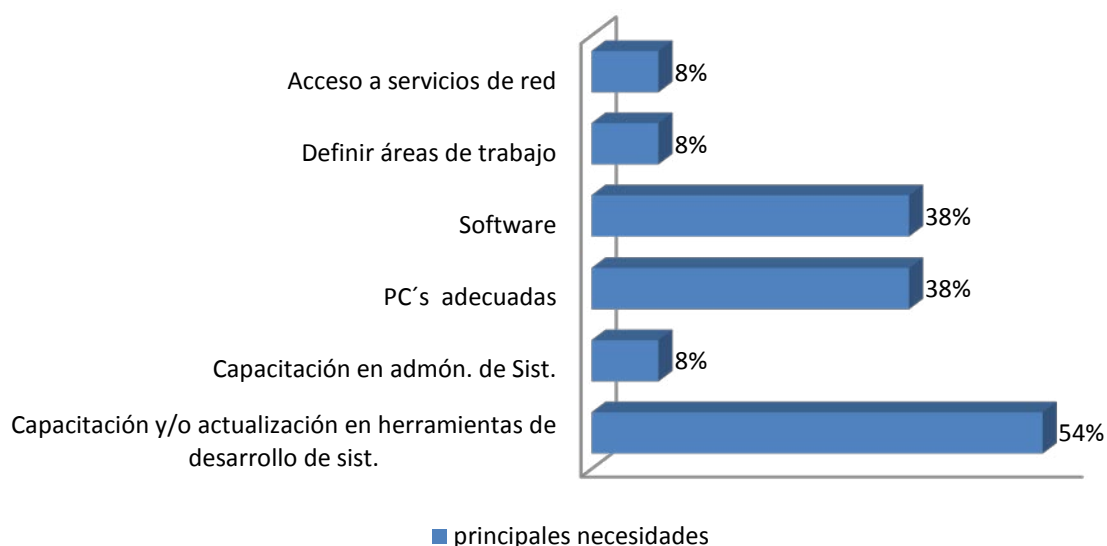 Acceso a servicios de red
8%
Definir áreas de trabajo
8%
Software
38%
PC´s  adecuadas
38%
Capacitación en admón. de Sist.
8%
Capacitación y/o actualización en herramientas de
desarrollo de sist.
54%
principales necesidades